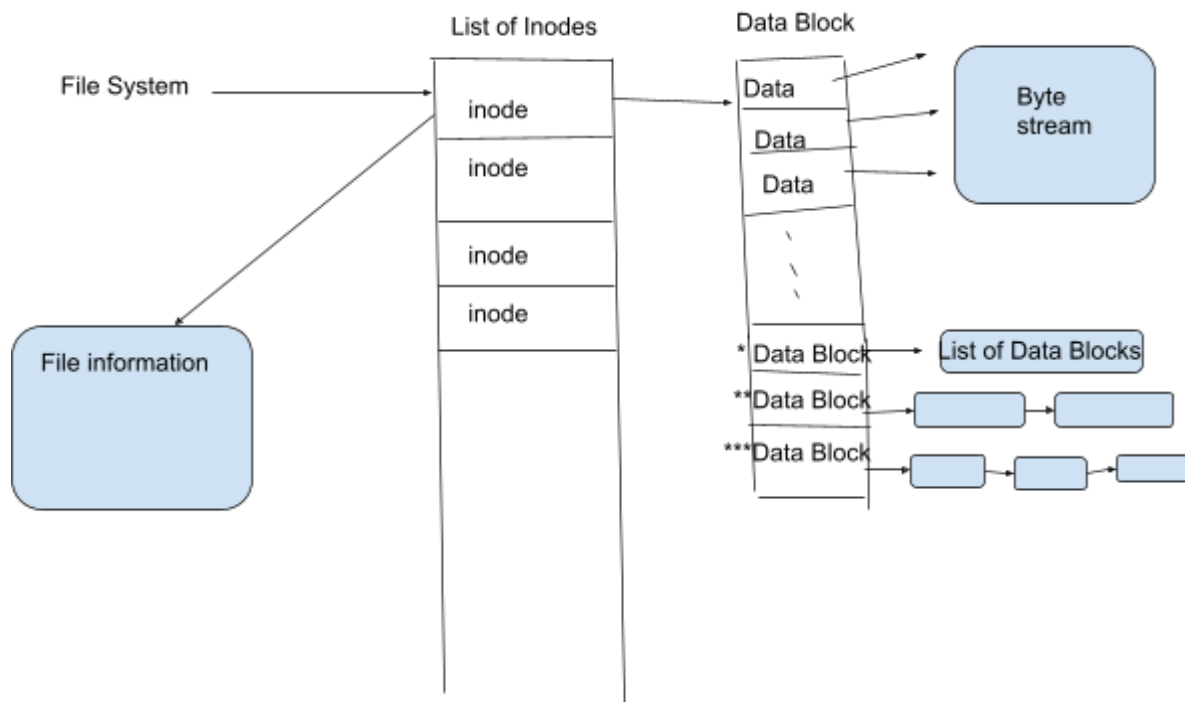 List of Inodes
Data Block
File System
inode
inode
inode
inode
Data
Data
Data
Byte
stream
File information
* Data Block
**Data Block
***Data Block
List of Data Blocks